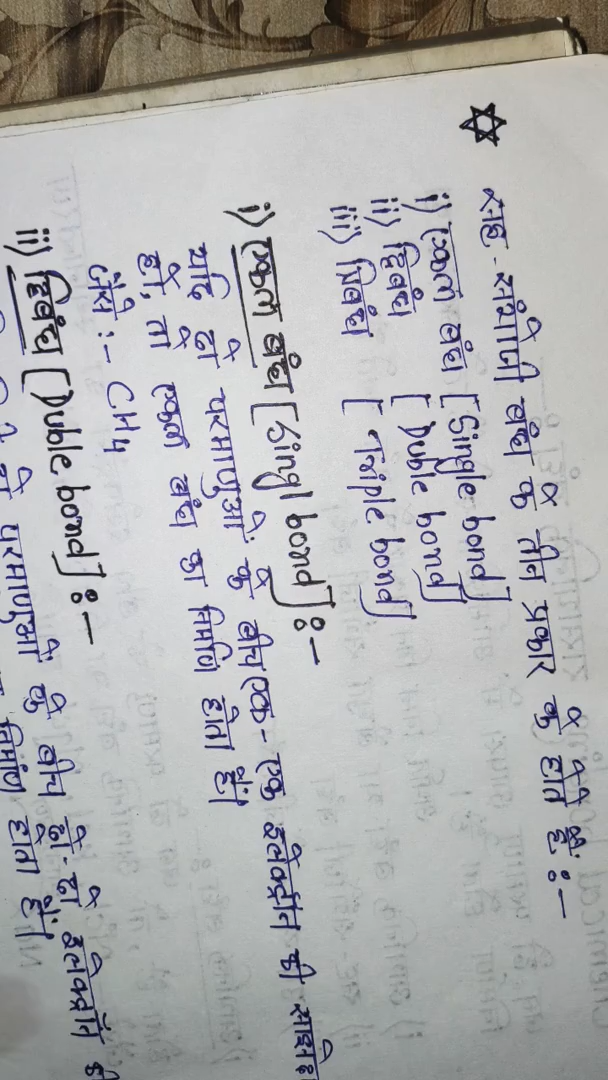 सह-संयोजी बंध के तीन प्रकार के होते हैं :-
i) एकल बंध [Single bond]
ii) द्विबंध [Duble bond]
iii) त्रिबंध [Triple bond]
i) एकल बंध [Singl bond] :-
यदि दो परमाणुओं के बीच एक-एक इलेक्ट्रॉन की
हो, तो एकल बंध का निर्माण होता हैं।
जैसे :- CH4
ii) द्विबंध [Duble bond] :-
दो परमाणुओं के बीच दो-दो इलेक्ट्रॉन की
निर्माण होता हैं।